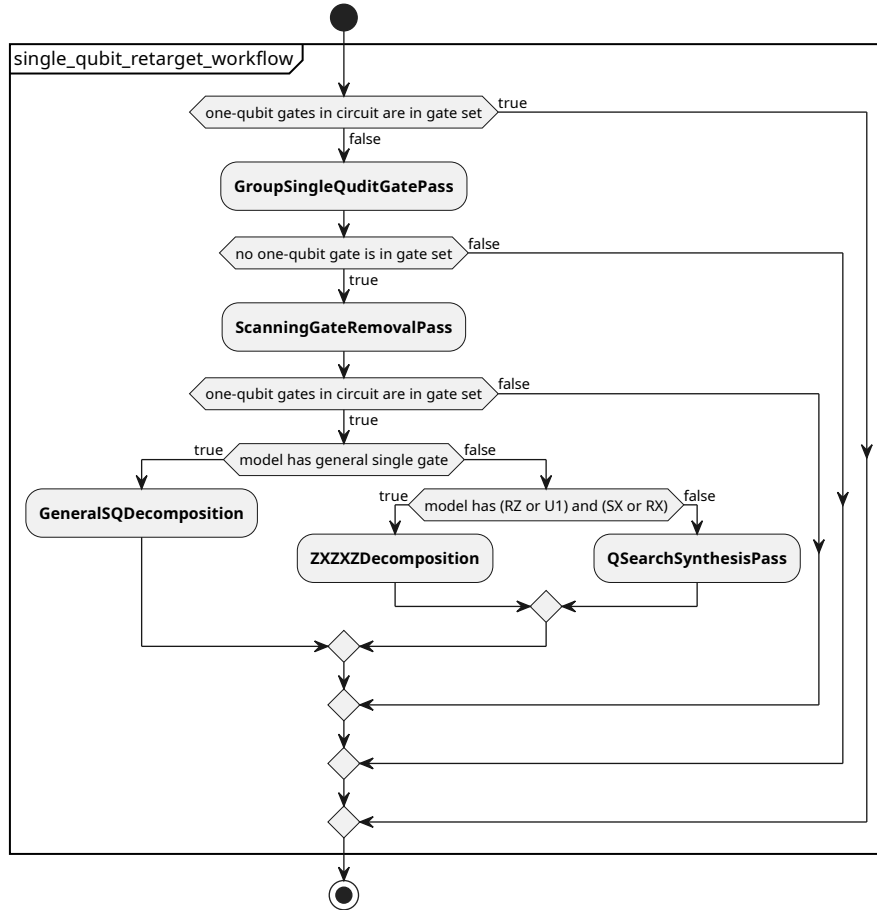 single_qubit_retarget_workflow
one-qubit gates in circuit are in gate set
true
false
GroupSingleQuditGatePass
no one-qubit gate is in gate set
false
true
ScanningGateRemovalPass
one-qubit gates in circuit are in gate set
false
true
true
model has general single gate
false
GeneralSQDecomposition
true
model has (RZ or U1) and (SX or RX)
false
ZXZXZDecomposition
QSearchSynthesisPass